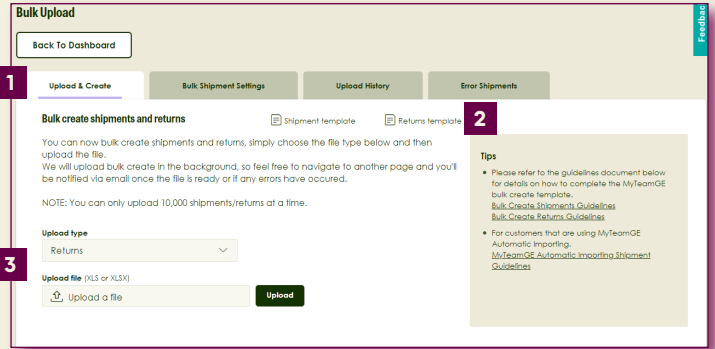 Bulk Upload
Feedbac
Back To Dashboard
1
Upload & Create
Bulk Shipment Settings
Upload History
Error Shipments
Bulk create shipments and returns
Shipment template
Returns template
2
You can now bulk create shipments and returns, simply choose the file type below and then
upload the file.
We will upload bulk create in the background, so feel free to navigate to another page and you'll
be notified via email once the file is ready or if any errors have occured.
NOTE: You can only upload 10,000 shipments/returns at a time.
Upload type
Returns
3
Upload file (XLS or XLSX)
Upload a file
Upload
Tips
Please refer to the guidelines document below
for details on how to complete the MyTeamGE
bulk create template.
Bulk Create Shipments Guidelines
Bulk Create Returns Guidelines
For customers that are using MyTeamGE
Automatic Importing.
MyTeamGE Automatic Importing Shipment
Guidelines